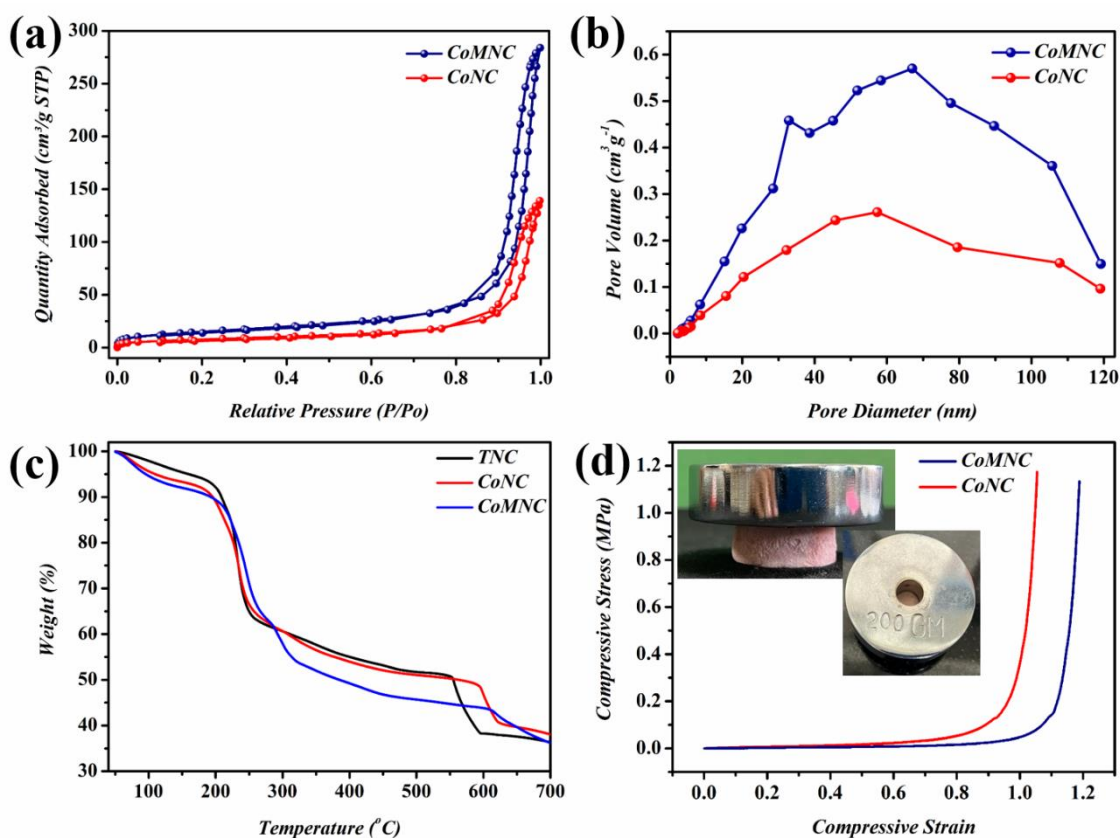 (a)
CoMNC
CoNC
Quantity Adsorbed (cm³/g STP)
300
250
200
150
100
50
0
0.0 0.2 0.4 0.6 0.8 1.0
Relative Pressure (P/Po)
(b)
CoMNC
CoNC
Pore Volume (cm³g⁻¹)
0.6
0.5
0.4
0.3
0.2
0.1
0.0
0 20 40 60 80 100 120
Pore Diameter (nm)
(c)
TNC
CoNC
CoMNC
Weight (%)
100
90
80
70
60
50
40
30
100 200 300 400 500 600 700
Temperature (°C)
(d)
CoMNC
CoNC
Compressive Stress (MPa)
1.2
1.0
0.8
0.6
0.4
0.2
0.0
200GM
0.0 0.2 0.4 0.6 0.8 1.0 1.2
Compressive Strain